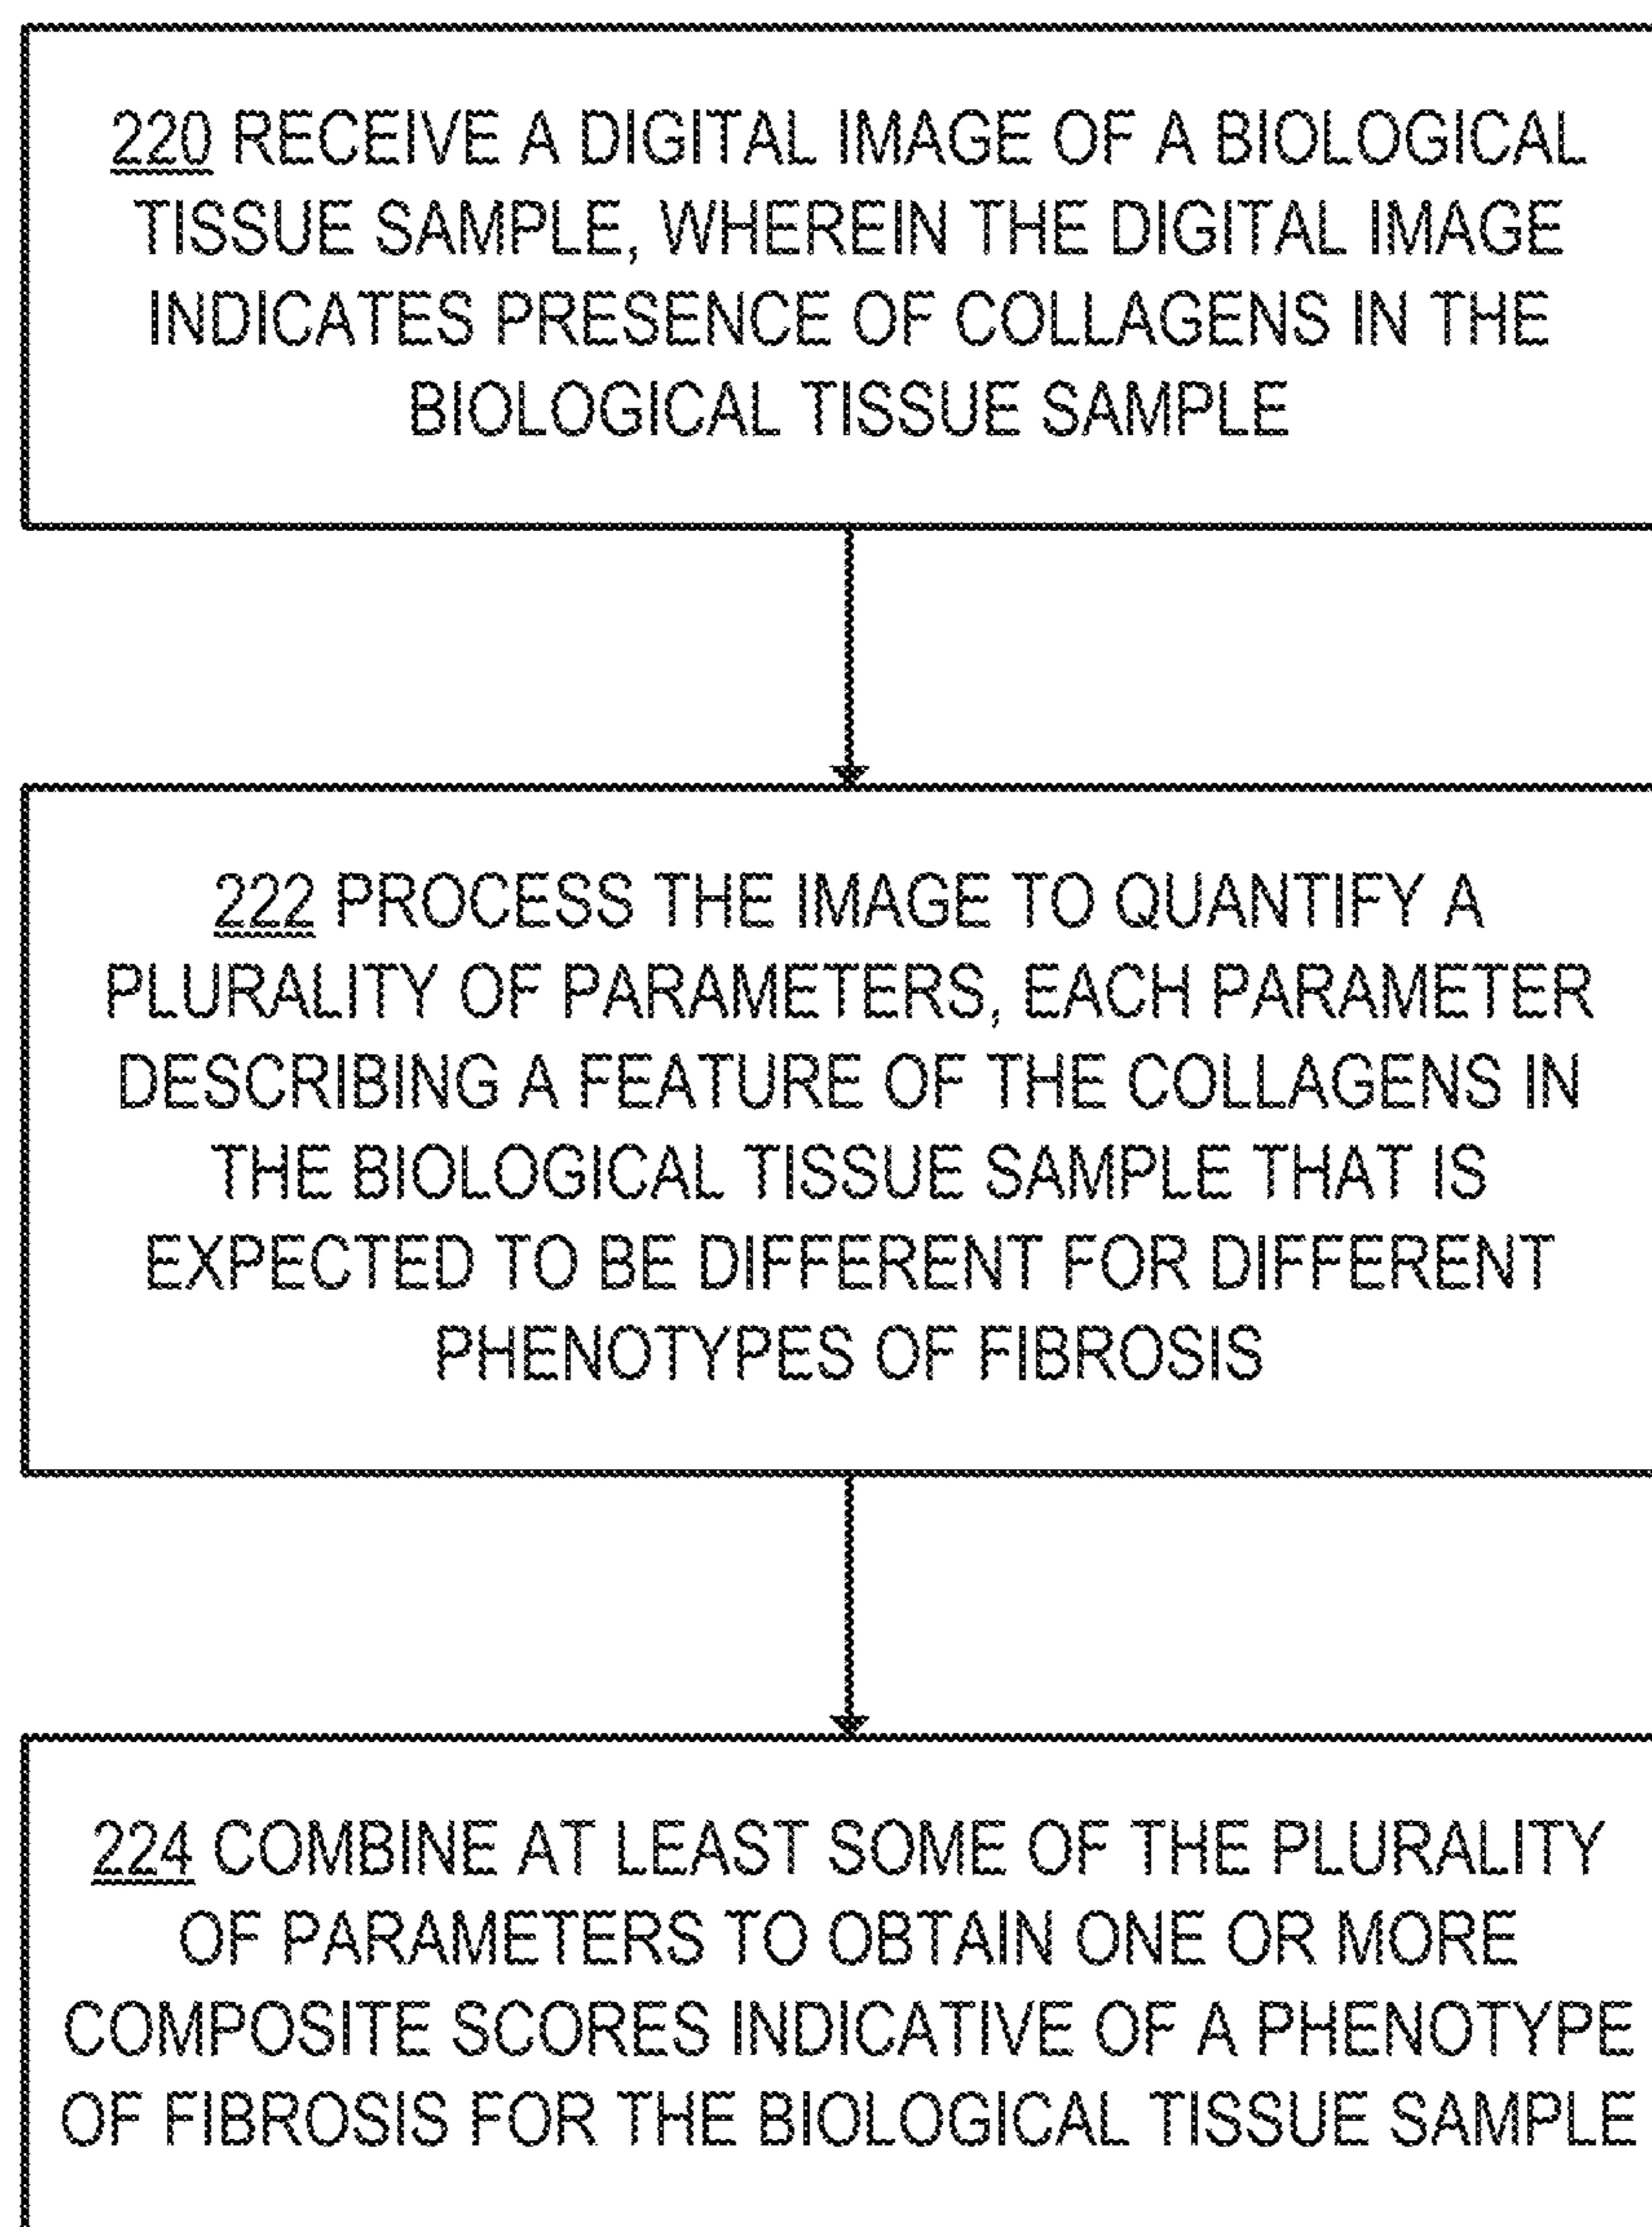 220 RECEIVE A DIGITAL IMAGE OF A BIOLOGICAL
TISSUE SAMPLE, WHEREIN THE DIGITAL IMAGE
INDICATES PRESENCE OF COLLAGENS IN THE
BIOLOGICAL TISSUE SAMPLE
222 PROCESS THE IMAGE TO QUANTIFY A
PLURALITY OF PARAMETERS, EACH PARAMETER
DESCRIBING A FEATURE OF THE COLLAGENS IN
THE BIOLOGICAL TISSUE SAMPLE THAT IS
EXPECTED TO BE DIFFERENT FOR DIFFERENT
PHENOTYPES OF FIBROSIS
224 COMBINE AT LEAST SOME OF THE PLURALITY
OF PARAMETERS TO OBTAIN ONE OR MORE
COMPOSITE SCORES INDICATIVE OF A PHENOTYPE
OF FIBROSIS FOR THE BIOLOGICAL TISSUE SAMPLE